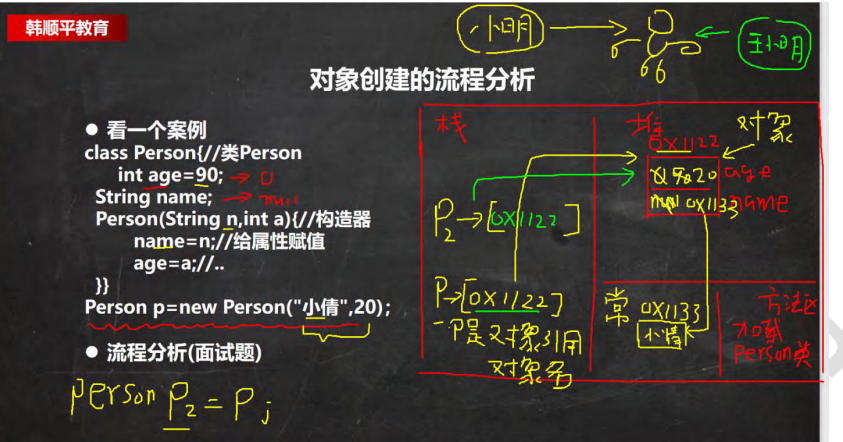 韩顺平教育
小明
王小明
对象创建的流程分析
● 看一个案例
class Person{//类Person
int age=90; → 0
String name; → null
Person(String n,int a){//构造器
name=n;//给属性赋值
age=a;//..
}}
Person p=new Person("小倩",20);
● 流程分析(面试题)
Person P2 = P;
栈
P2→[0X1122]
P→[0X1122]
P是对象引用
对象名
堆
0X1122
对象
90 20 age
null 0X1133 name
常
0X1133
小倩
方法区
加载
Person类